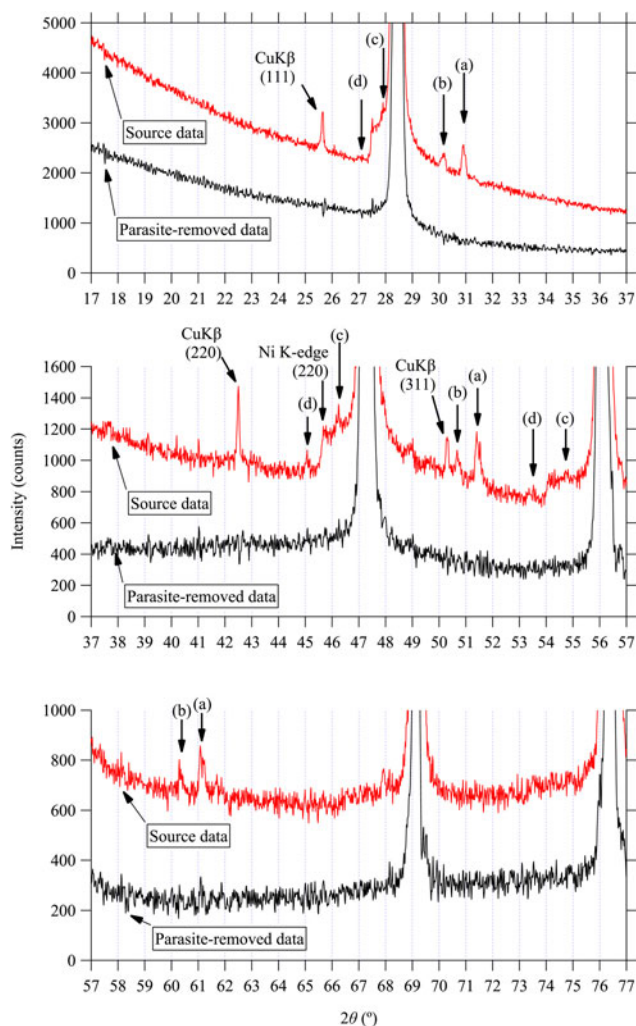 5000
4000
3000
2000
1000
0
CuKβ
(111)
(c)
(d)
(b)
(a)
Source data
Parasite-removed data
17 18 19 20 21 22 23 24 25 26 27 28 29 30 31 32 33 34 35 36 37
Intensity (counts)
1600
1400
1200
1000
800
600
400
200
0
CuKβ
(220)
Ni K-edge
(220)
(c)
(d)
CuKβ
(311)
(b)
(a)
(d)
(c)
Source data
Parasite-removed data
37 38 39 40 41 42 43 44 45 46 47 48 49 50 51 52 53 54 55 56 57
1000
800
600
400
200
0
(b)
(a)
Source data
Parasite-removed data
57 58 59 60 61 62 63 64 65 66 67 68 69 70 71 72 73 74 75 76 77
2θ (º)